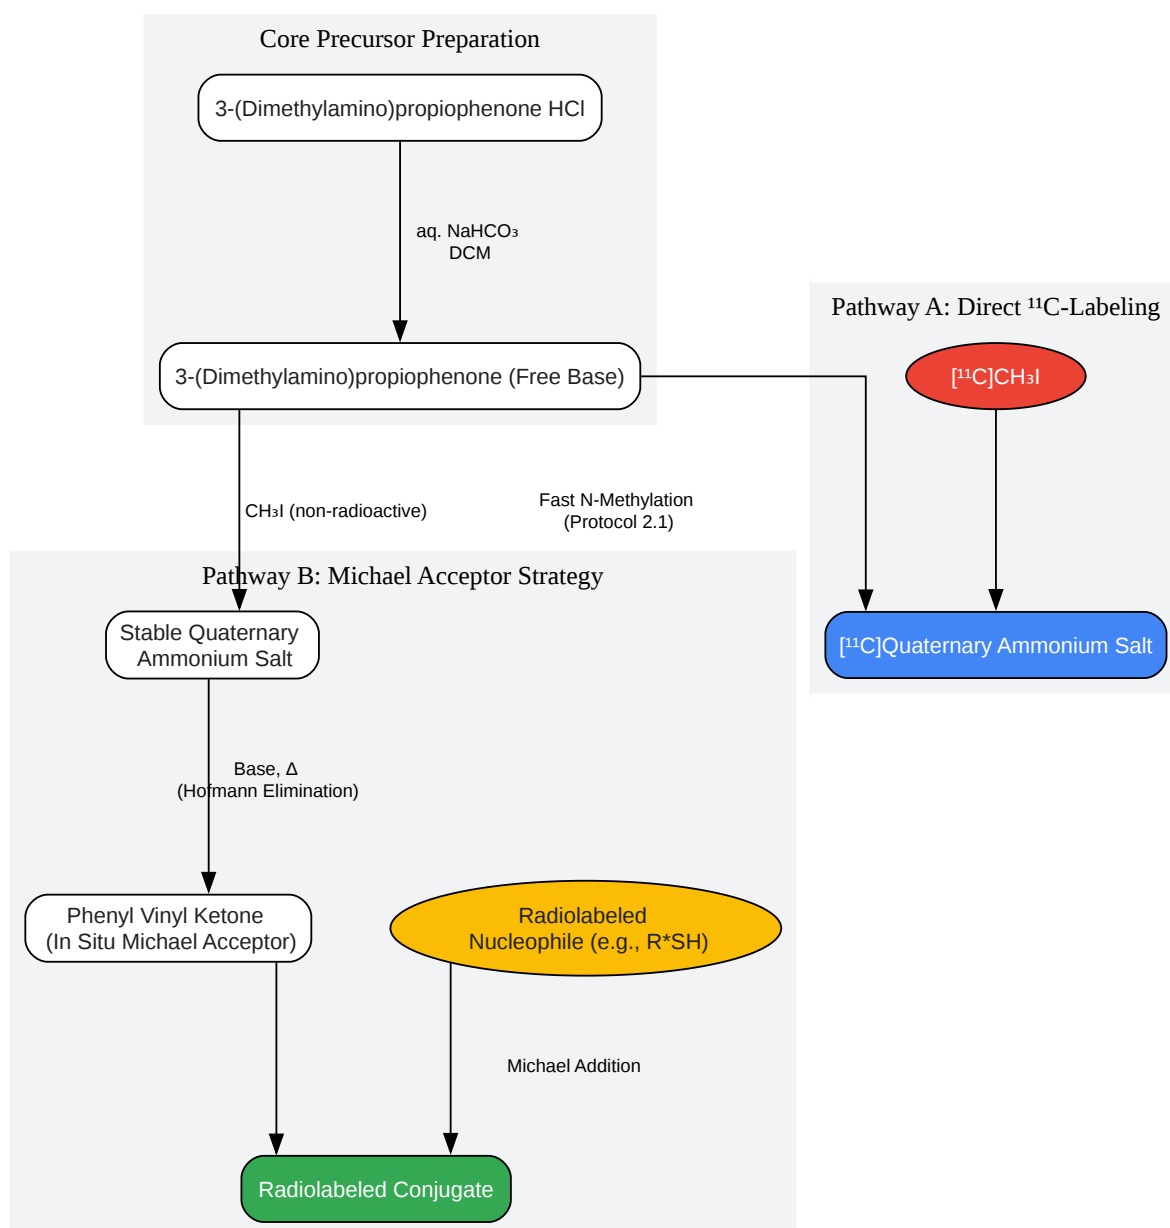 Core Precursor Preparation
3-(Dimethylamino)propiophenone HCl
aq. NaHCO₃
DCM
3-(Dimethylamino)propiophenone (Free Base)
Pathway A: Direct ¹¹C-Labeling
[¹¹C]CH₃I
CH₃I (non-radioactive)
Fast N-Methylation
(Protocol 2.1)
Pathway B: Michael Acceptor Strategy
Stable Quaternary
Ammonium Salt
[¹¹C]Quaternary Ammonium Salt
Base, Δ
(Hofmann Elimination)
Phenyl Vinyl Ketone
(In Situ Michael Acceptor)
Radiolabeled
Nucleophile (e.g., R*SH)
Michael Addition
Radiolabeled Conjugate